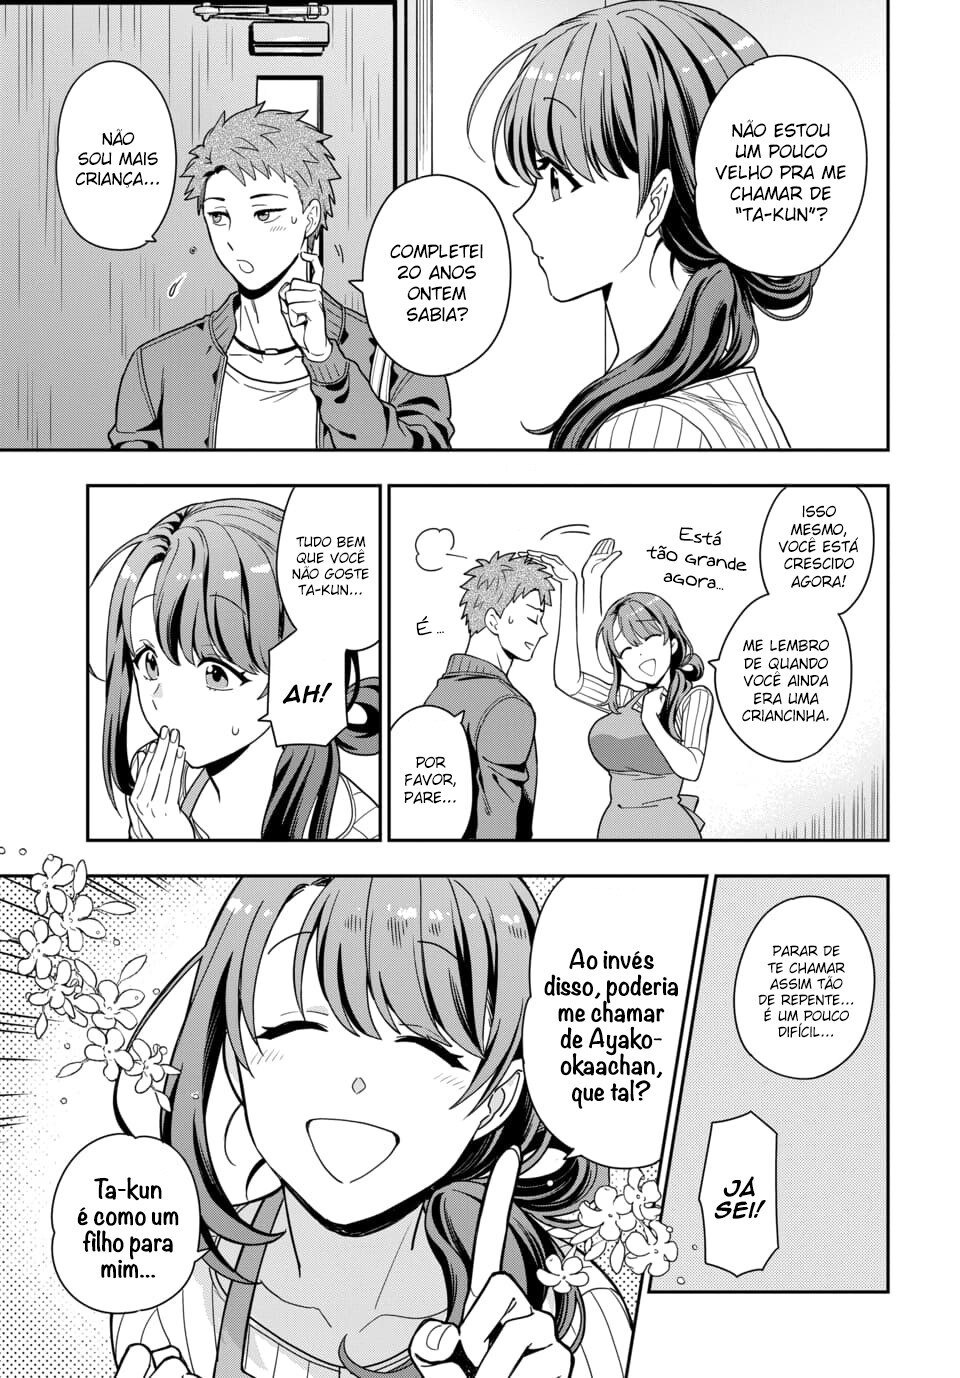 NÃO ESTOU
UM POUCO
VELHO PRA ME
CHAMAR DE
"TA-KUN"?
COMPLETEI
20 ANOS
ONTEM
SABIA?
NÃO
SOU MAIS
CRIANÇA...
ISSO
MESMO,
VOCÊ ESTÁ
CRESCIDO
AGORA!
ME LEMBRO
DE QUANDO
VOCÊ AINDA
ERA UMA
CRIANCINHA.
Está
tão grande
agora...
É...
POR
FAVOR,
PARE...
TUDO BEM
QUE VOCÊ
NÃO GOSTE
TA-KUN...
AH!
PARAR DE
TE CHAMAR
ASSIM TÃO
DE REPENTE...
É UM POUCO
DIFÍCIL...
JÁ
SEI!
Ao invés
disso, poderia
me chamar
de Ayako-
okaachan,
que tal?
Ta-kun
é como um
filho para
mim...